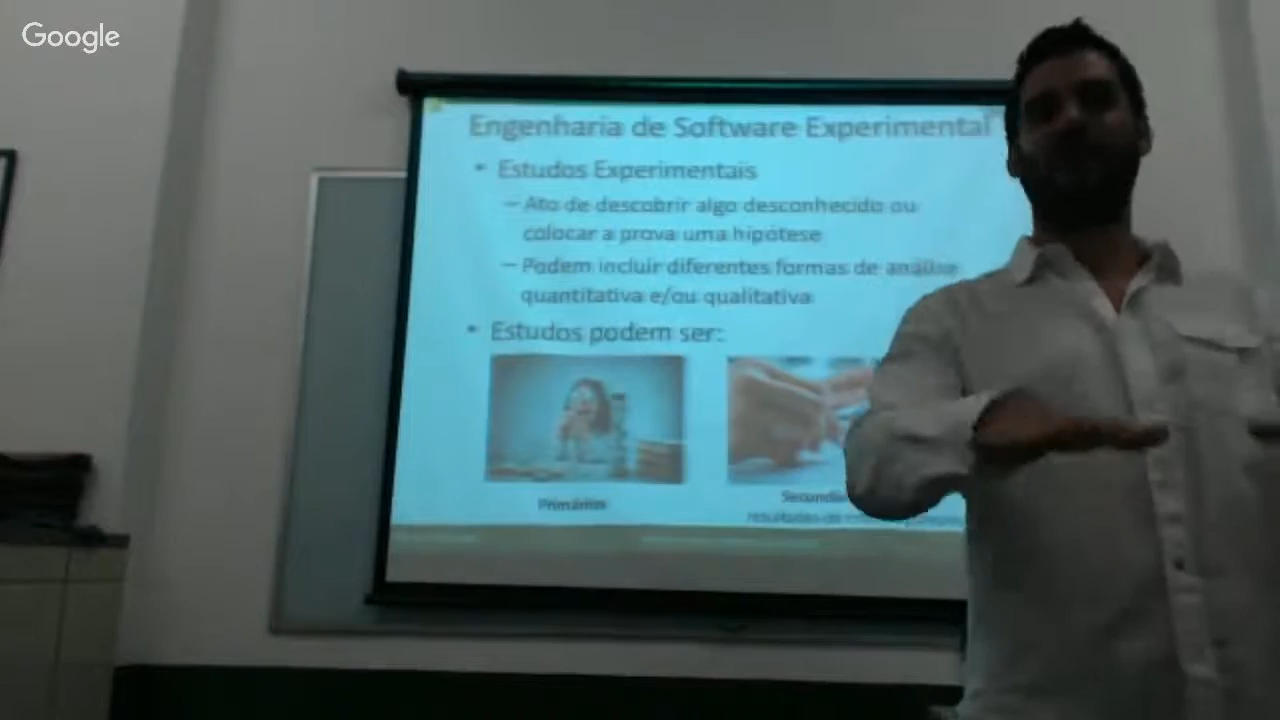 Google
Engenharia de Software Experimental
• Estudos Experimentais
– Ato de descobrir algo desconhecido ou
colocar a prova uma hipótese
– Podem incluir diferentes formas de análise
quantitativa e/ou qualitativa
• Estudos podem ser:
Primários